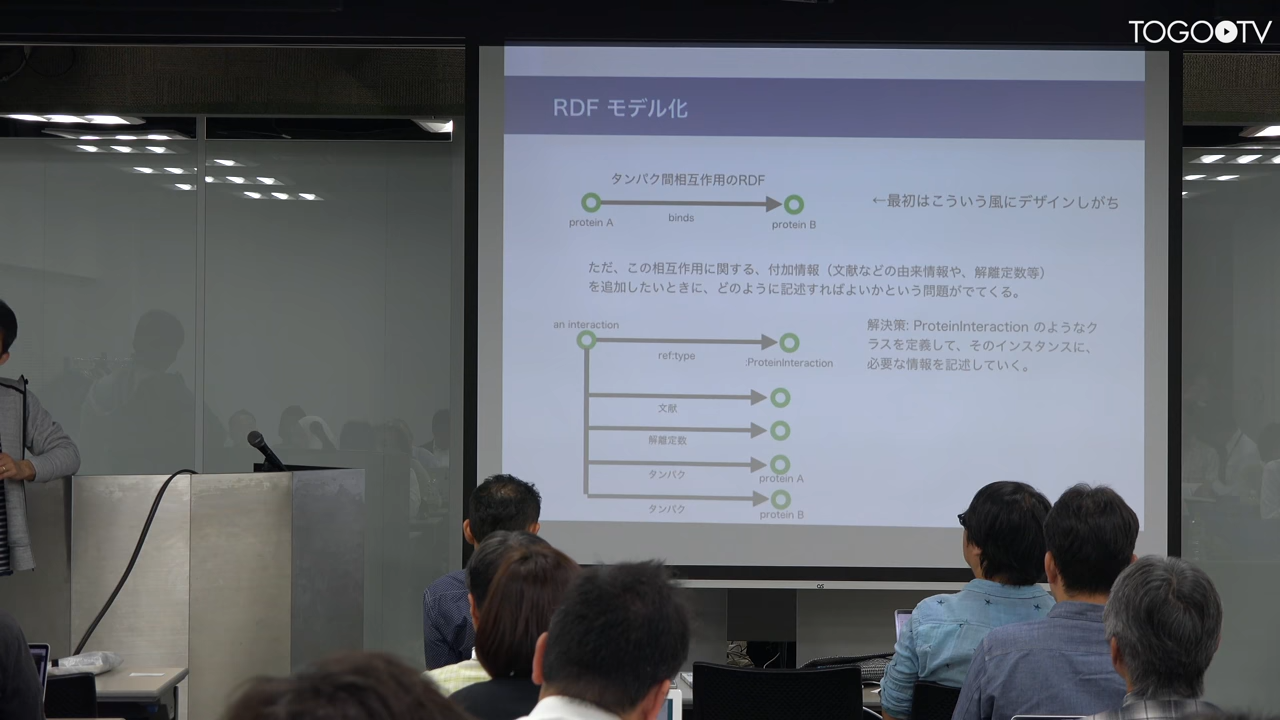 TOGOTV
RDF モデル化
タンパク間相互作用のRDF
binds
protein A
protein B
←最初はこういう風にデザインしがち
ただ、この相互作用に関する、付加情報（文献などの由来情報や、解離定数等）
を追加したいときに、どのように記述すればよいかという問題がでてくる。
an interaction
ref:type
:ProteinInteraction
解決策: ProteinInteraction のようなク
ラスを定義して、そのインスタンスに、
必要な情報を記述していく。
文献
解離定数
タンパク
protein A
タンパク
protein B